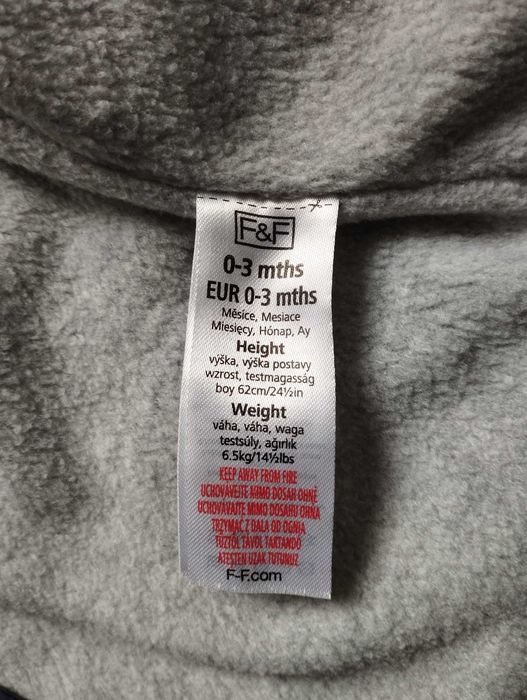 F&F
0-3 mths
EUR 0-3 mths
Měsíce, Mesiace
Miesięcy, Hónap, Ay
Height
výška, výška postavy
wzrost, testmagasság
boy 62cm/24½in
Weight
váha, váha, waga
testsúly, ağırlık
6.5kg/14½lbs
KEEP AWAY FROM FIRE
UCHOVÁVEJTE MIMO DOSAH OHNĚ
UCHOVÁVAJTE MIMO DOSAHU OHŇA
TRZYMAĆ Z DALA OD OGNIA
TŰZTŐL TÁVOL TARTANDÓ
ATEŞTEN UZAK TUTUNUZ
F-F.com